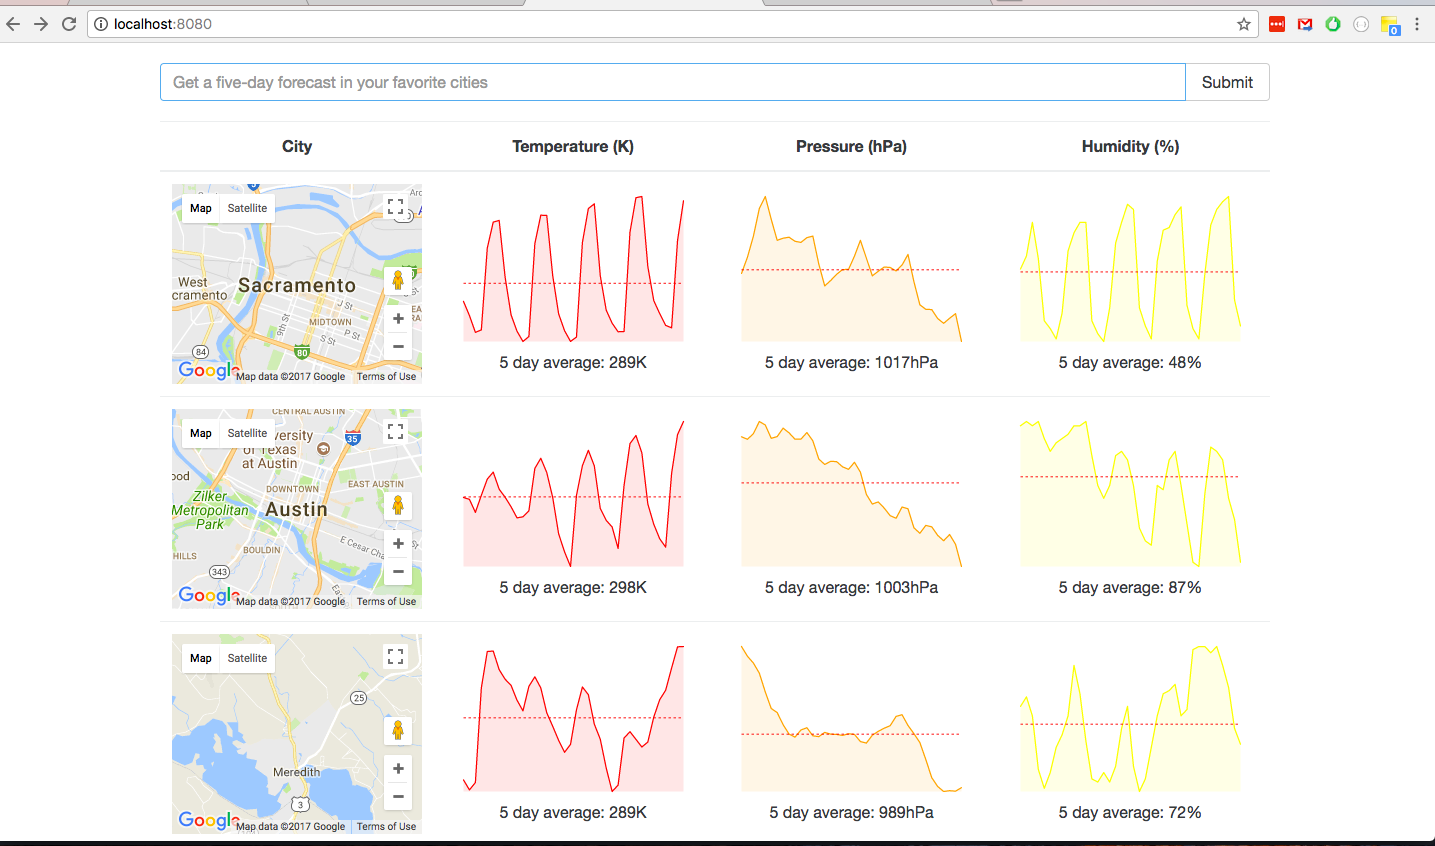 localhost:8080
0
Get a five-day forecast in your favorite cities
Submit
City
Temperature (K)
Pressure (hPa)
Humidity (%)
Map
Satellite
West
cramento
Sacramento
J St
MIDTOWN
9th St
P St
S St
84
80
EA
RA
Google
Map data ©2017 Google
Terms of Use
5 day average: 289K
5 day average: 1017hPa
5 day average: 48%
CENTRAL AUSTIN
Map
Satellite
versity
of Texas
at Austin
35
ood
DOWNTOWN
EAST AUSTIN
Zilker
Metropolitan
Park
Austin
E Cesar Cha
St
HILLS
BOULDIN
343
Google
Map data ©2017 Google
Terms of Use
5 day average: 298K
5 day average: 1003hPa
5 day average: 87%
Map
Satellite
25
Meredith
3
Google
Map data ©2017 Google
Terms of Use
5 day average: 289K
5 day average: 989hPa
5 day average: 72%